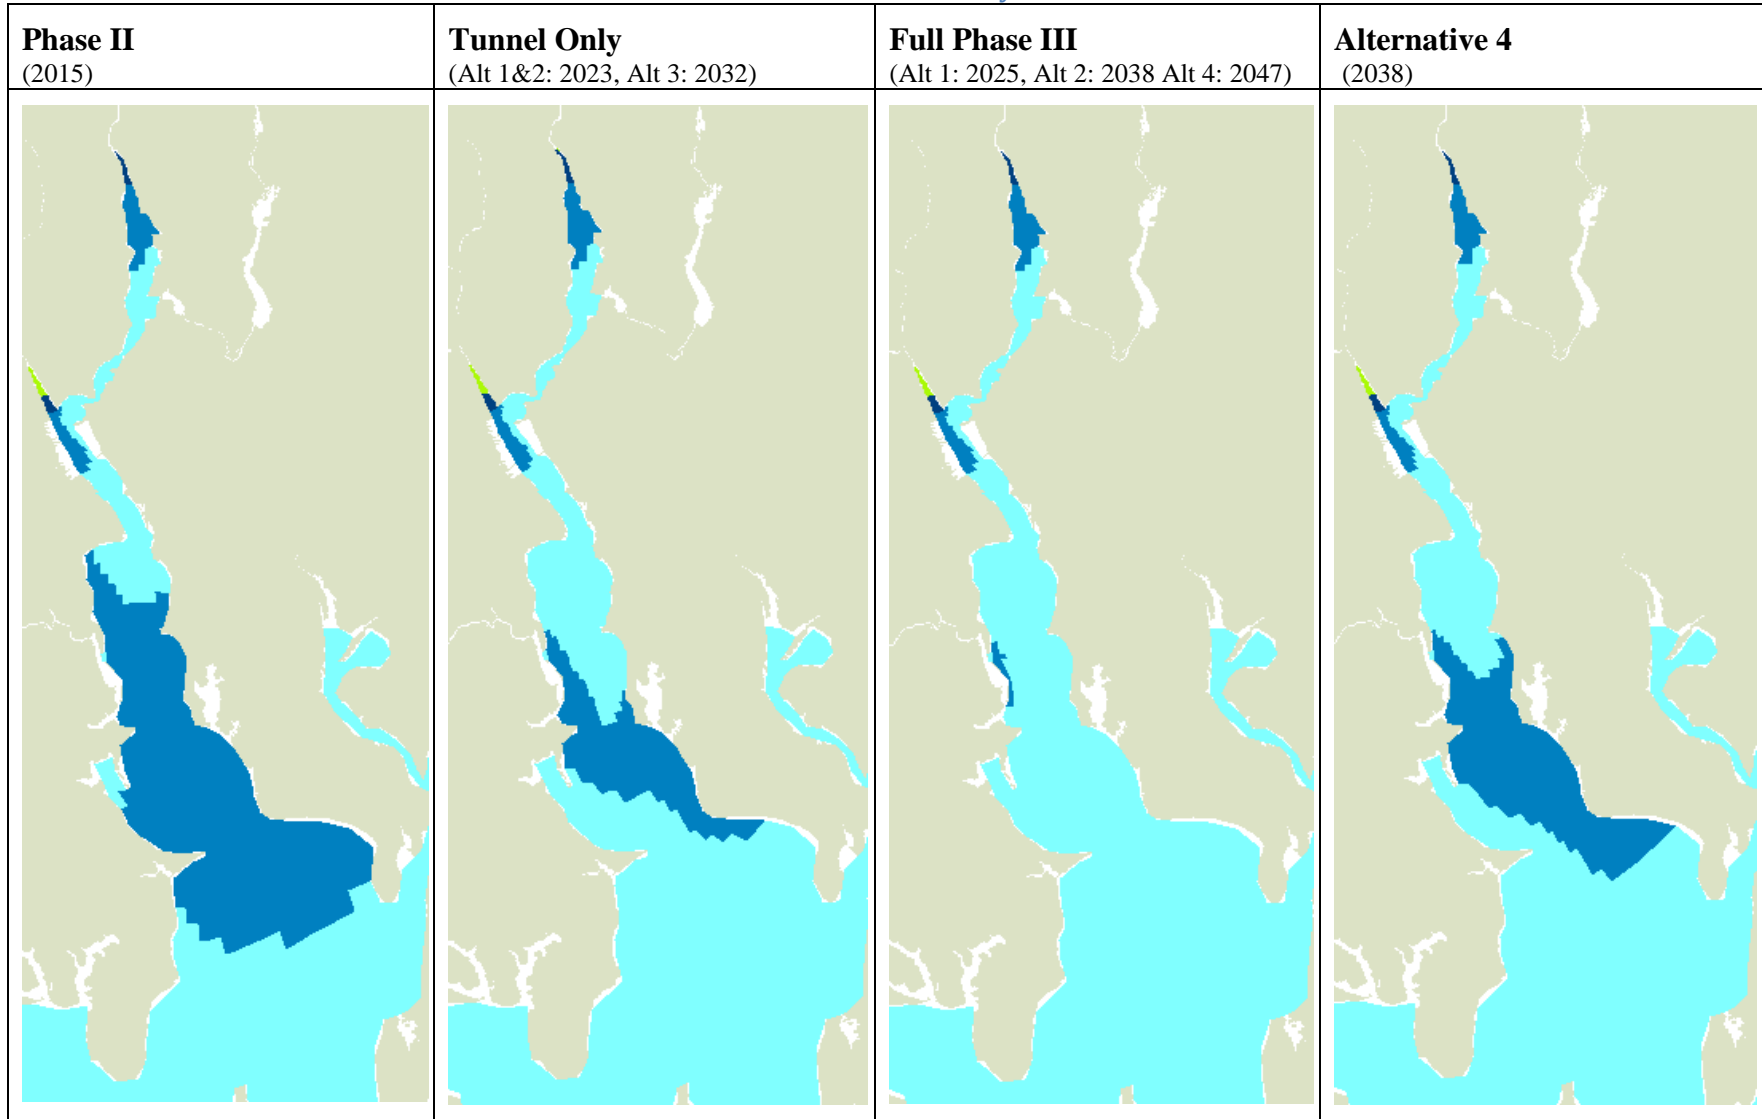 Phase II
(2015)
Tunnel Only
(Alt 1&2: 2023, Alt 3: 2032)
Full Phase III
(Alt 1: 2025, Alt 2: 2038 Alt 4: 2047)
Alternative 4
(2038)